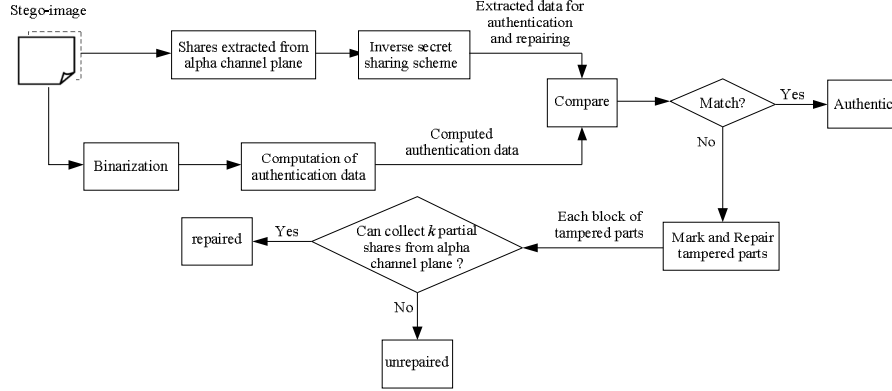 Stego-image
Extracted data for
authentication
and repairing
Shares extracted from
alpha channel plane
Inverse secret
sharing scheme
Compare
Match?
Yes
Authentic
No
Binarization
Computation of
authentication data
Computed
authentication data
Mark and Repair
tampered parts
Each block of
tampered parts
Can collect k partial
shares from alpha
channel plane ?
Yes
repaired
No
unrepaired